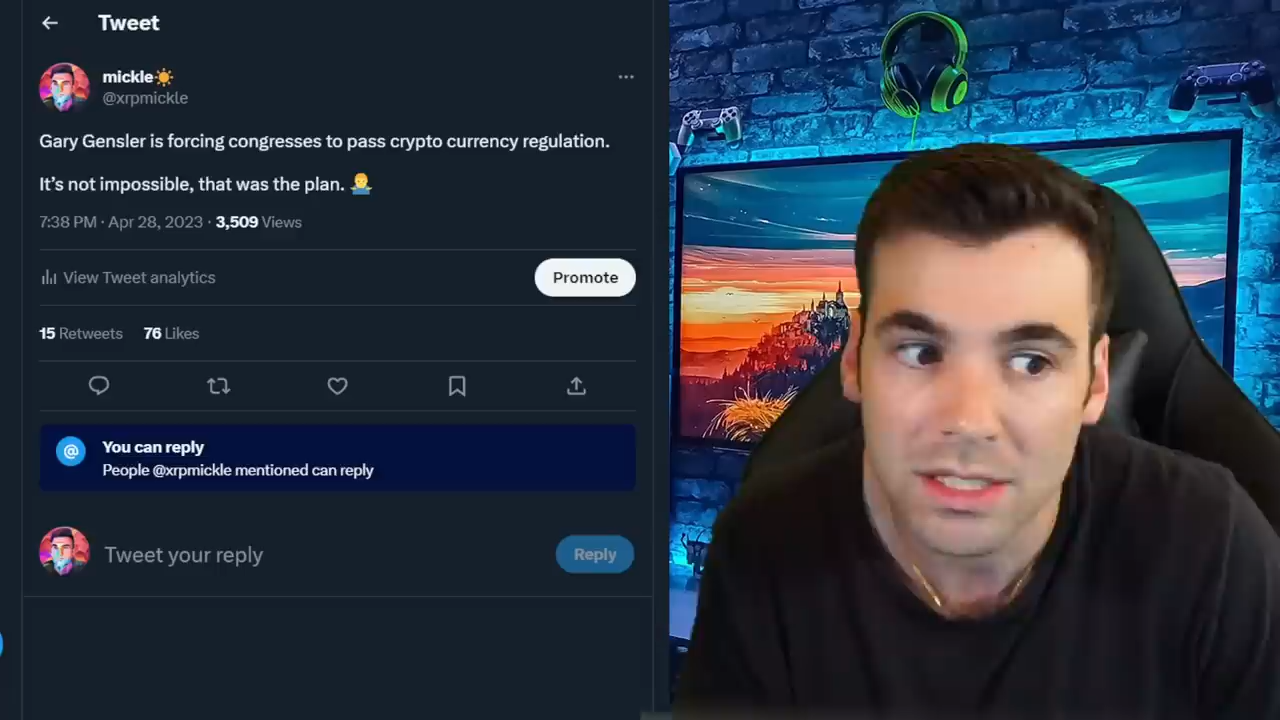 Tweet
mickle
@xrpmickle
Gary Gensler is forcing congresses to pass crypto currency regulation.
It’s not impossible, that was the plan.
7:38 PM · Apr 28, 2023 · 3,509 Views
View Tweet analytics
Promote
15 Retweets 76 Likes
@
You can reply
People @xrpmickle mentioned can reply
Tweet your reply
Reply